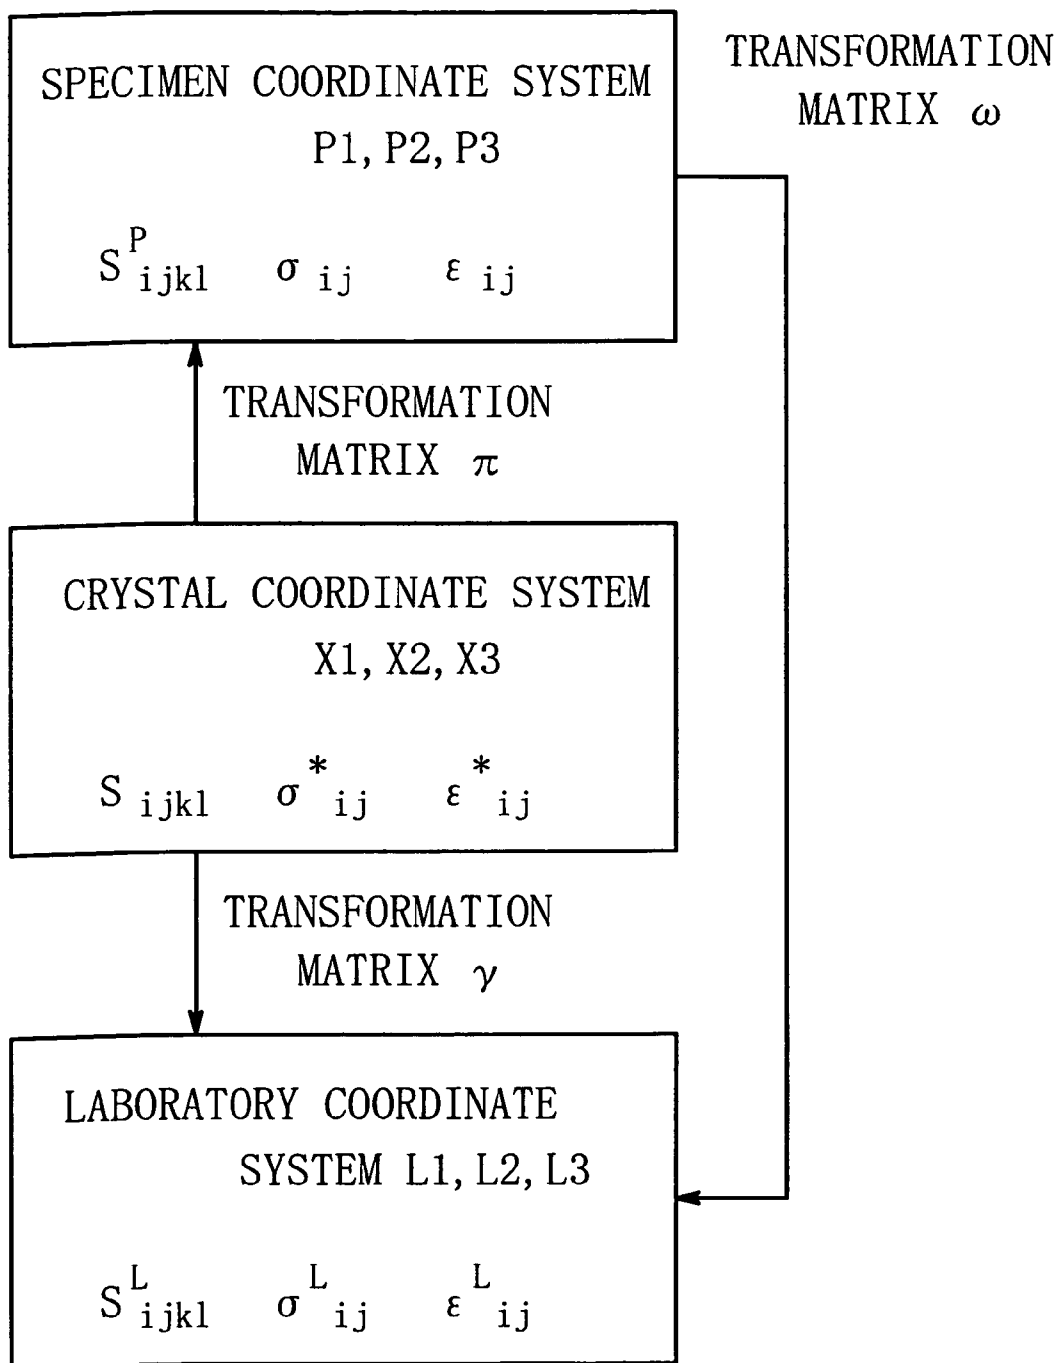 TRANSFORMATION
MATRIX ω
SPECIMEN COORDINATE SYSTEM
P1, P2, P3
S^P_ijkl σ_ij ε_ij
TRANSFORMATION
MATRIX π
CRYSTAL COORDINATE SYSTEM
X1, X2, X3
S_ijkl σ^*_ij ε^*_ij
TRANSFORMATION
MATRIX γ
LABORATORY COORDINATE
SYSTEM L1, L2, L3
S^L_ijkl σ^L_ij ε^L_ij